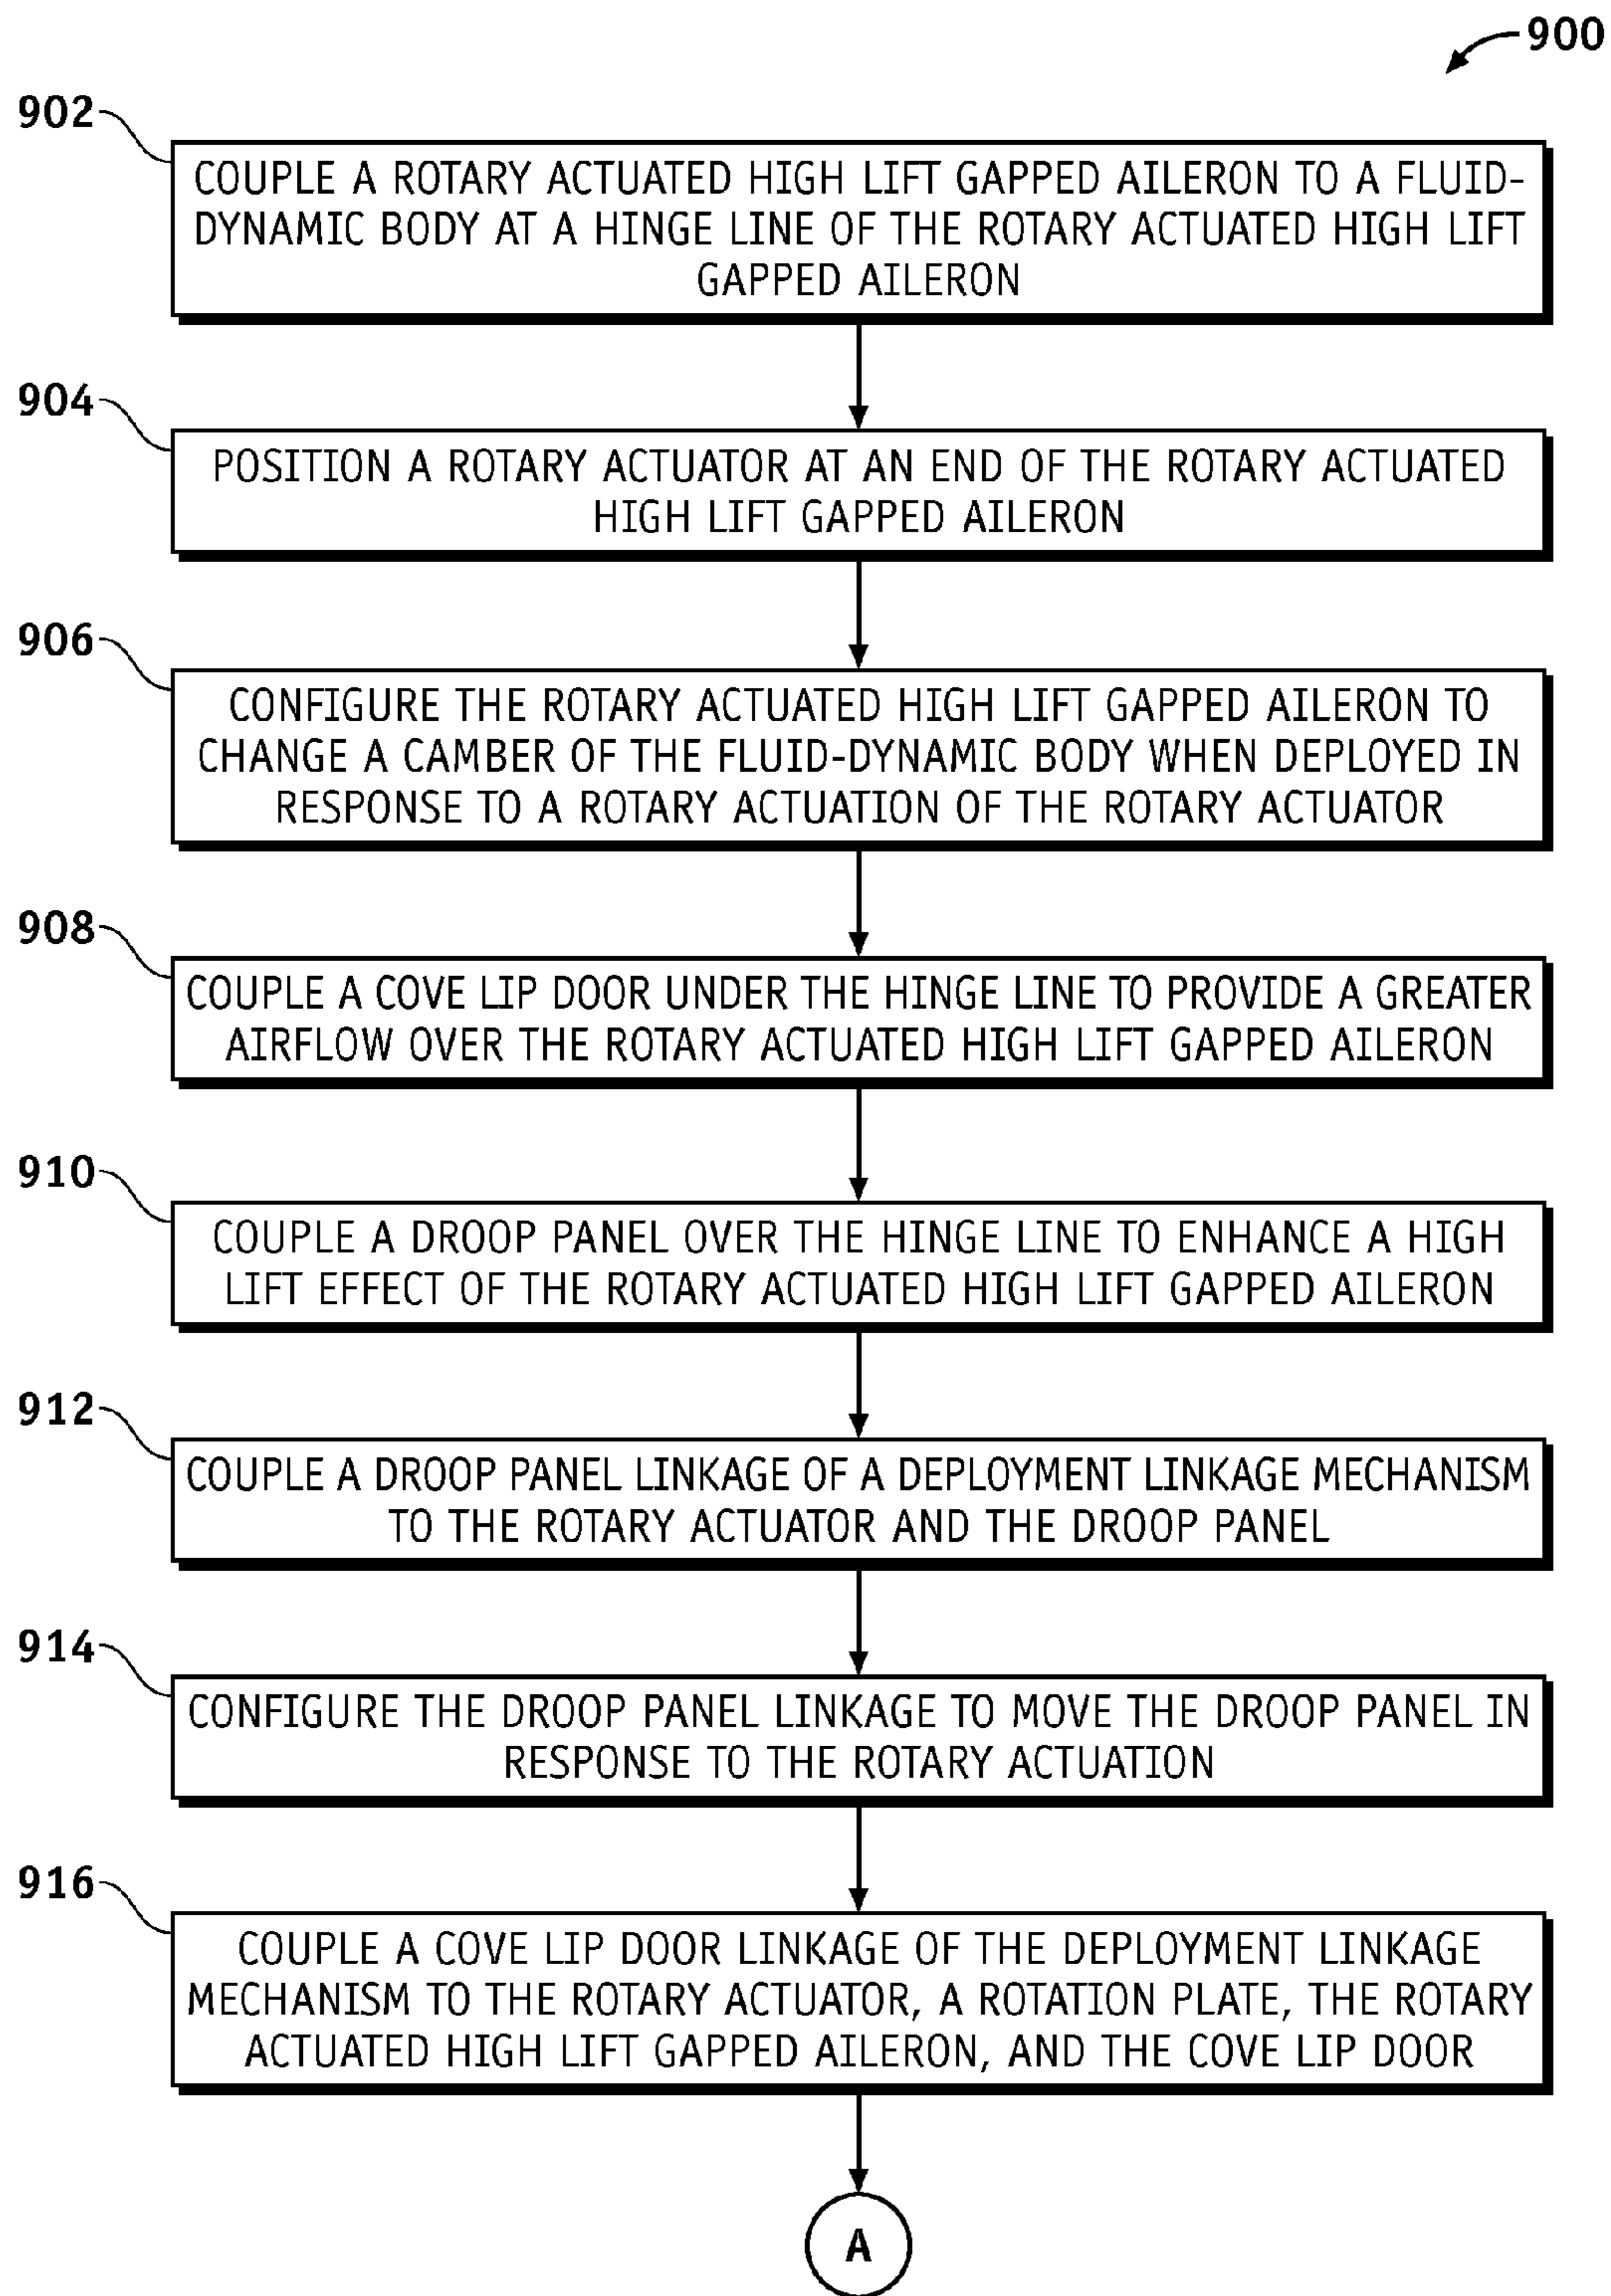 900
902
COUPLE A ROTARY ACTUATED HIGH LIFT GAPPED AILERON TO A FLUID-
DYNAMIC BODY AT A HINGE LINE OF THE ROTARY ACTUATED HIGH LIFT
GAPPED AILERON
904
POSITION A ROTARY ACTUATOR AT AN END OF THE ROTARY ACTUATED
HIGH LIFT GAPPED AILERON
906
CONFIGURE THE ROTARY ACTUATED HIGH LIFT GAPPED AILERON TO
CHANGE A CAMBER OF THE FLUID-DYNAMIC BODY WHEN DEPLOYED IN
RESPONSE TO A ROTARY ACTUATION OF THE ROTARY ACTUATOR
908
COUPLE A COVE LIP DOOR UNDER THE HINGE LINE TO PROVIDE A GREATER
AIRFLOW OVER THE ROTARY ACTUATED HIGH LIFT GAPPED AILERON
910
COUPLE A DROOP PANEL OVER THE HINGE LINE TO ENHANCE A HIGH
LIFT EFFECT OF THE ROTARY ACTUATED HIGH LIFT GAPPED AILERON
912
COUPLE A DROOP PANEL LINKAGE OF A DEPLOYMENT LINKAGE MECHANISM
TO THE ROTARY ACTUATOR AND THE DROOP PANEL
914
CONFIGURE THE DROOP PANEL LINKAGE TO MOVE THE DROOP PANEL IN
RESPONSE TO THE ROTARY ACTUATION
916
COUPLE A COVE LIP DOOR LINKAGE OF THE DEPLOYMENT LINKAGE
MECHANISM TO THE ROTARY ACTUATOR, A ROTATION PLATE, THE ROTARY
ACTUATED HIGH LIFT GAPPED AILERON, AND THE COVE LIP DOOR
A